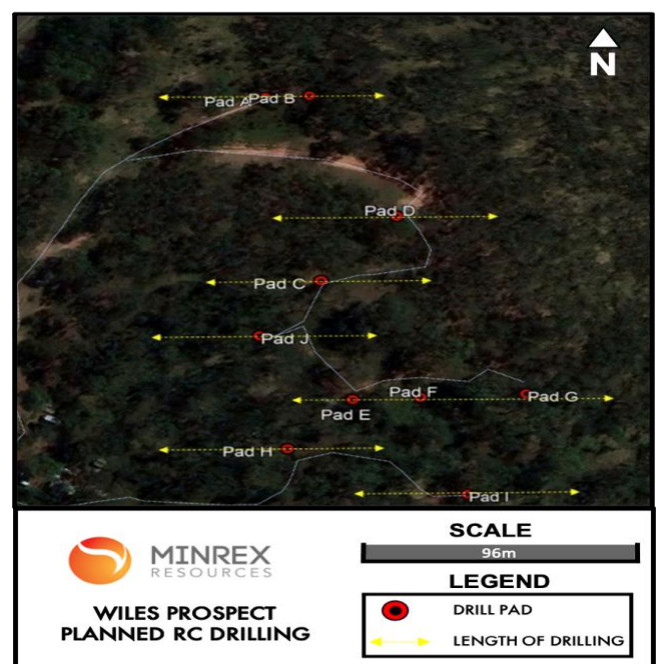 N
Pad A Pad B
Pad D
Pad C
Pad J
Pad F
Pad G
Pad E
Pad H
Pad I
MINREX
RESOURCES
WILES PROSPECT
PLANNED RC DRILLING
SCALE
96m
LEGEND
DRILL PAD
LENGTH OF DRILLING